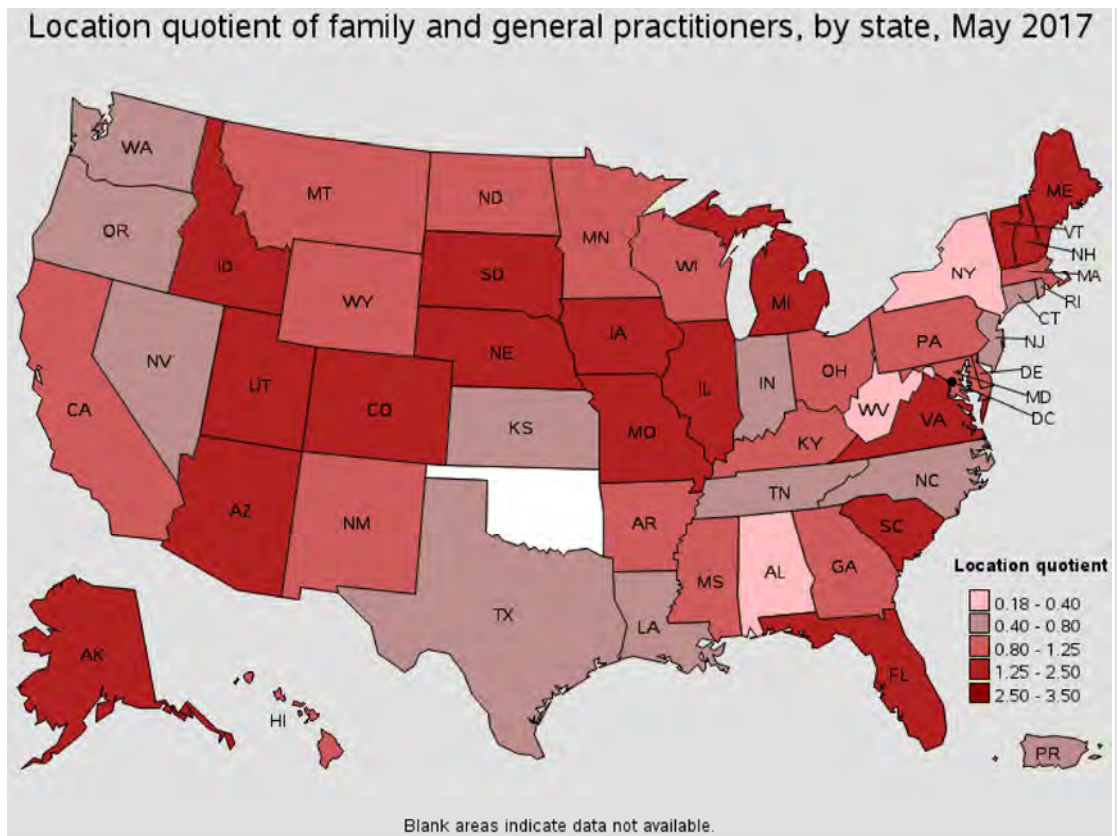 Location quotient of family and general practitioners, by state, May 2017
WA
MT
ND
ME
OR
MN
VT
ID
NH
SD
WI
NY
MA
WY
MI
RI
CT
IA
PA
NJ
NE
NV
OH
DE
UT
IL
IN
MD
CO
CA
WV
DC
KS
MO
VA
KY
NC
TN
AZ
NM
AR
SC
MS
AL
GA
TX
LA
AK
FL
HI
PR
Location quotient
0.18 - 0.40
0.40 - 0.80
0.80 - 1.25
1.25 - 2.50
2.50 - 3.50
Blank areas indicate data not available.